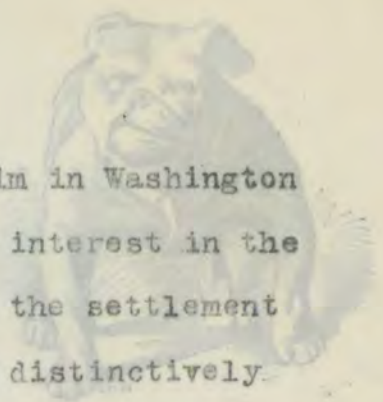 in Washington
interest in the
the settlement
distinctively